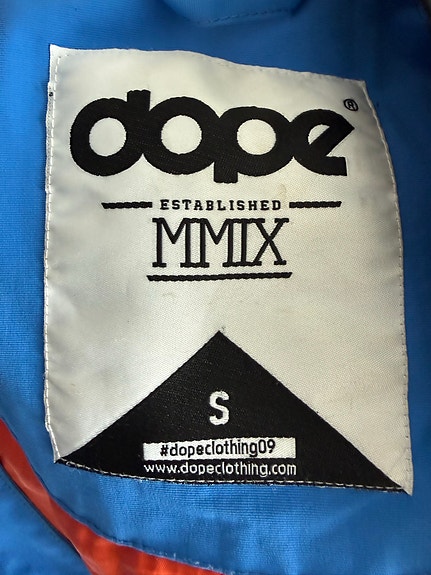 dope®
ESTABLISHED
MMIX
S
#dopeclothing09
www.dopeclothing.com